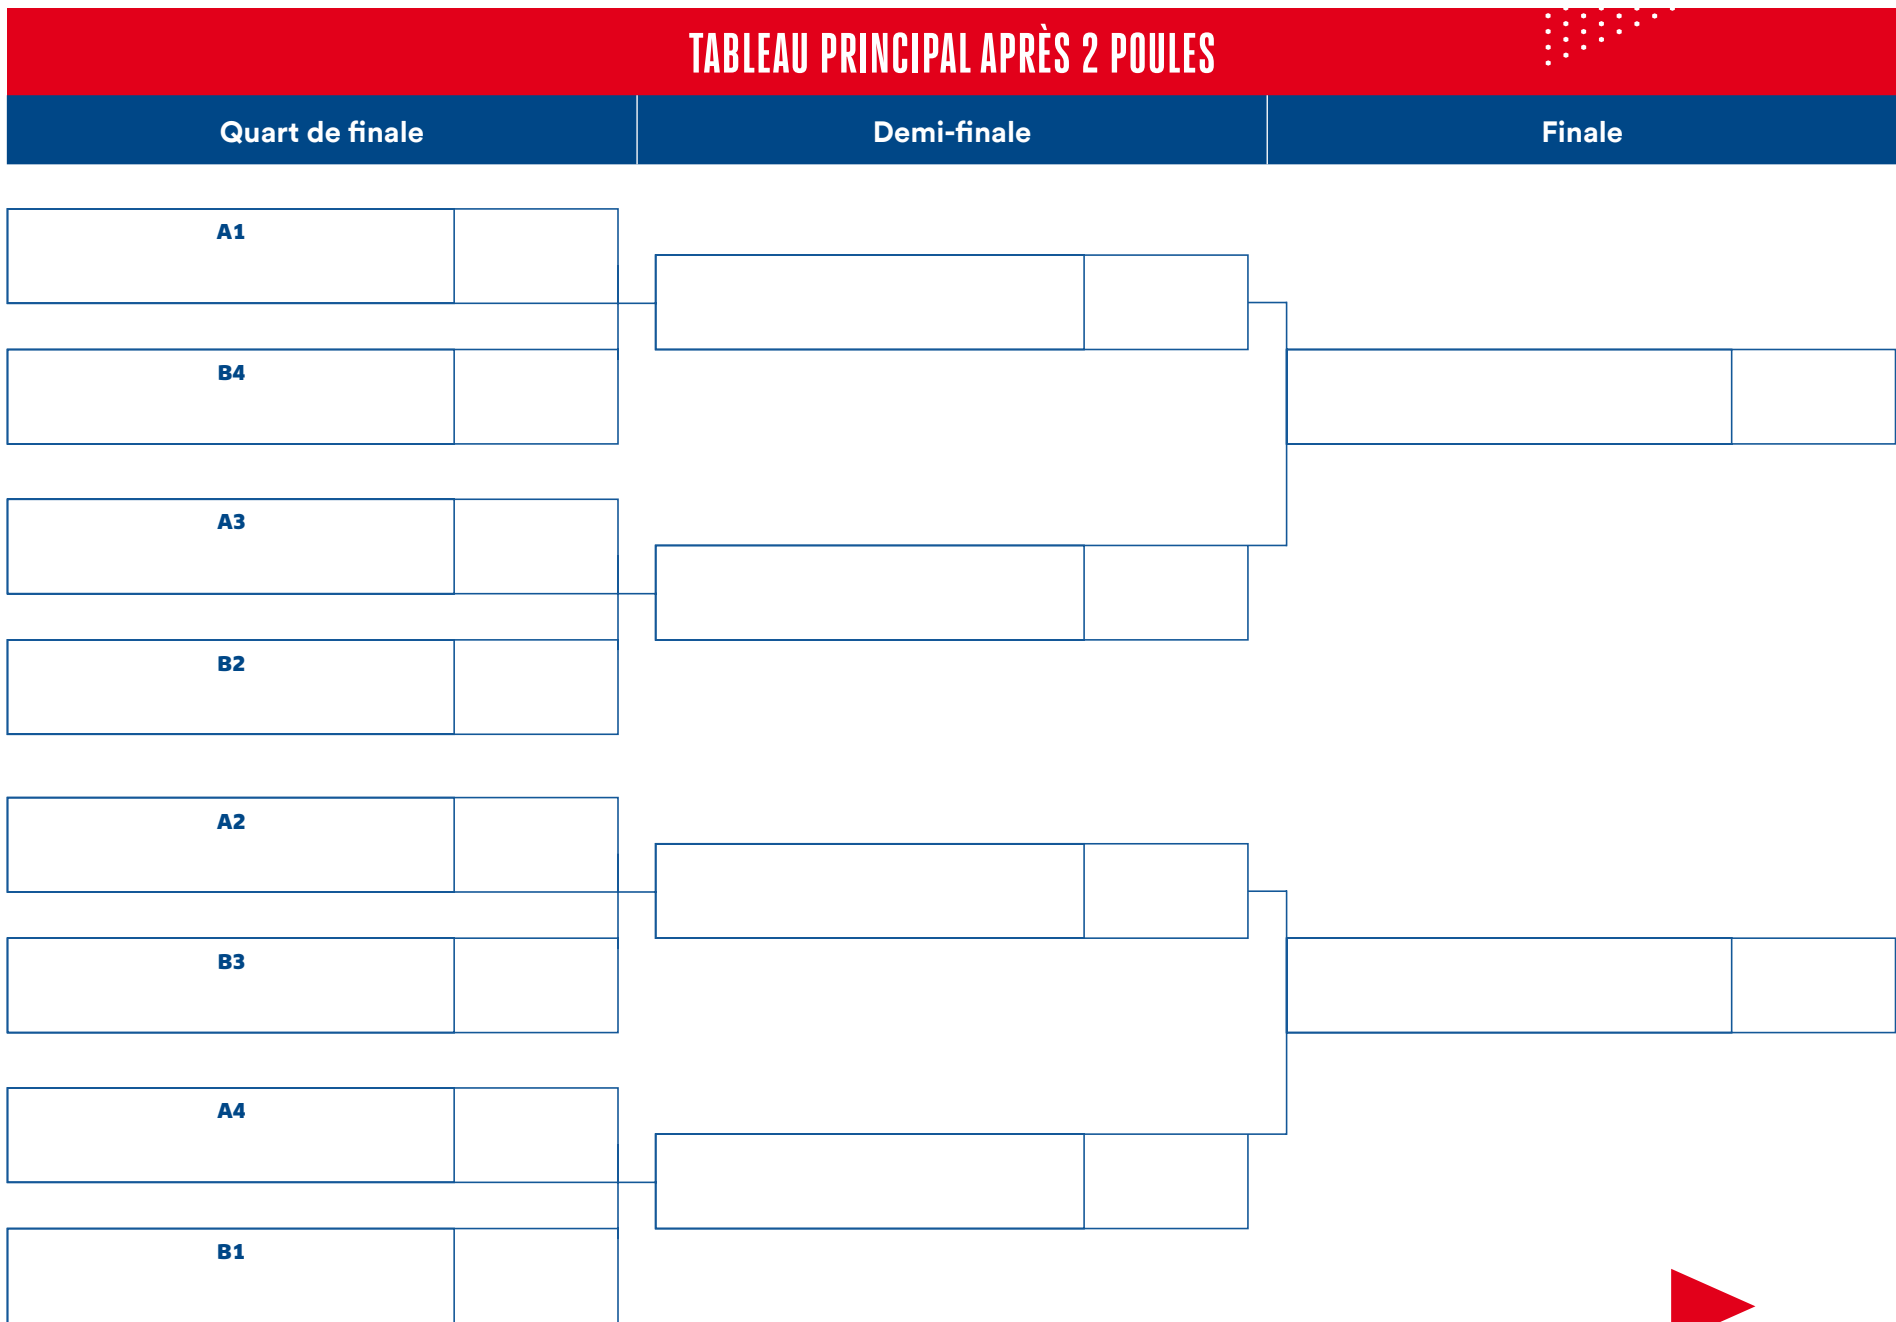 TABLEAU PRINCIPAL APRÈS 2 POULES
Quart de finale
Demi-finale
Finale
A1
B4
A3
B2
A2
B3
A4
B1